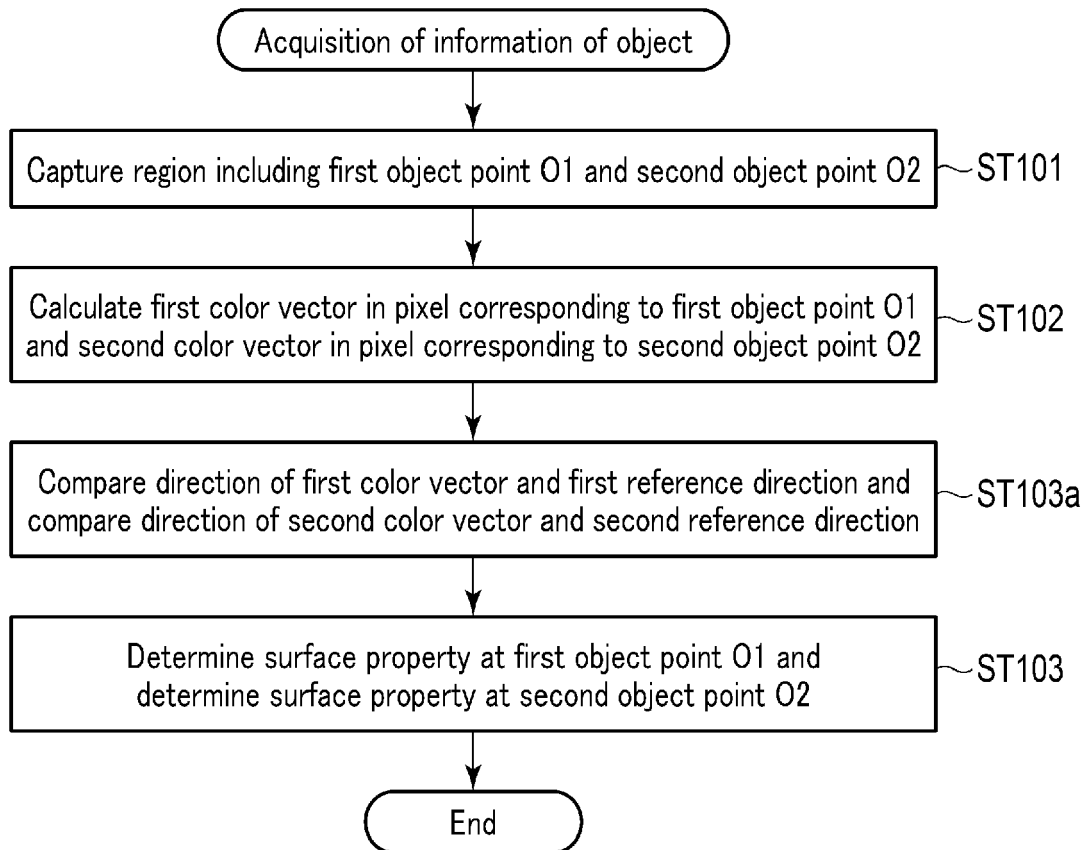 Acquisition of information of object
Capture region including first object point O1 and second object point O2
ST101
Calculate first color vector in pixel corresponding to first object point O1
and second color vector in pixel corresponding to second object point O2
ST102
Compare direction of first color vector and first reference direction and
compare direction of second color vector and second reference direction
ST103a
Determine surface property at first object point O1 and
determine surface property at second object point O2
ST103
End